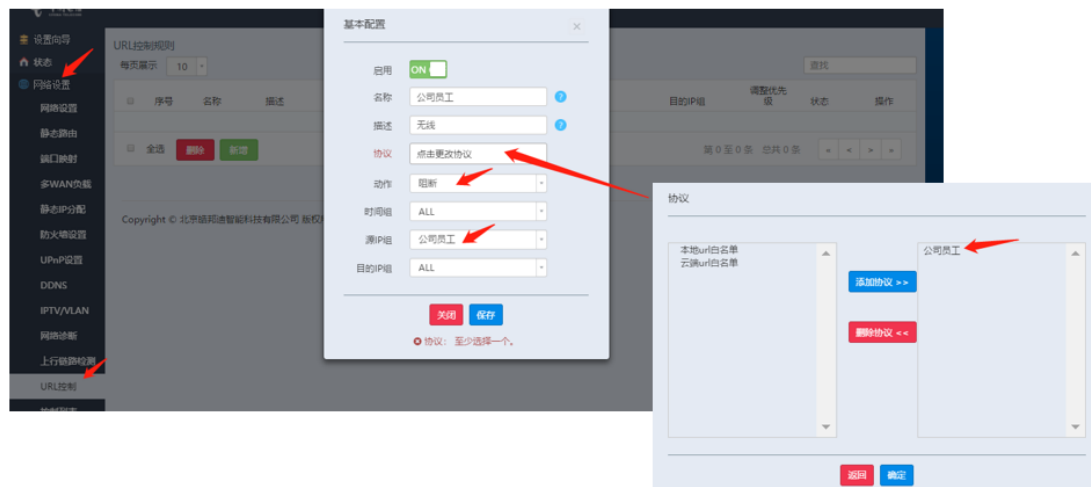 设置向导
状态
网络设置
网络设置
静态路由
端口映射
多WAN负载
静态IP分配
防火墙设置
UPnP设置
DDNS
IPTV/VLAN
网络诊断
上行链路检测
URL控制
URL控制规则
每页展示 10
查找
序号 名称 描述 目的IP组 调整优先级 状态 操作
全选 删除 新增
第 0 至 0 条 总共 0 条 « < > »
Copyright © 北京
智能科技有限公司 版权
基本配置 ×
启用 ON
名称 公司员工 ?
描述 无线 ?
协议 点击更改协议
动作 阻断
时间组 ALL
源IP组 公司员工
目的IP组 ALL
关闭 保存
协议: 至少选择一个。
协议
本地url白名单
云端url白名单
添加协议 >>
删除协议 <<
公司员工
返回 确定